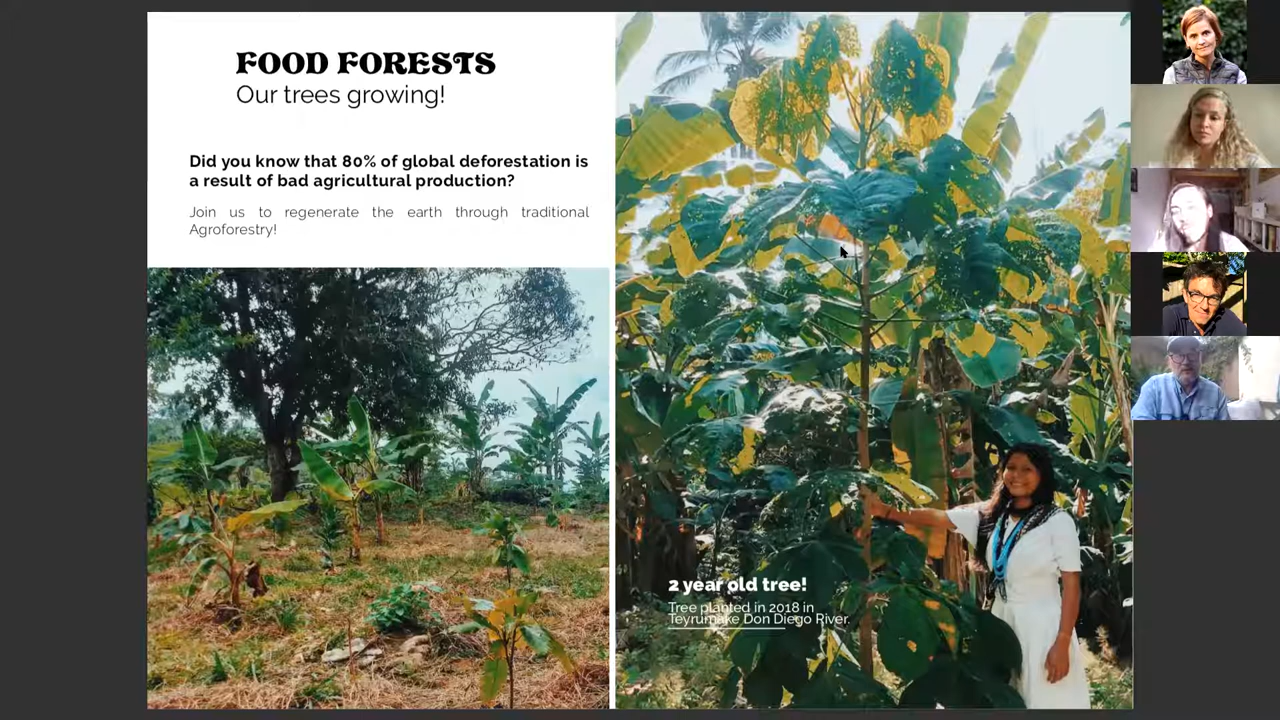 FOOD FORESTS
Our trees growing!
Did you know that 80% of global deforestation is
a result of bad agricultural production?
Join us to regenerate the earth through traditional
Agroforestry!
2 year old tree!
Tree planted in 2018 in
Teyrumake Don Diego River.